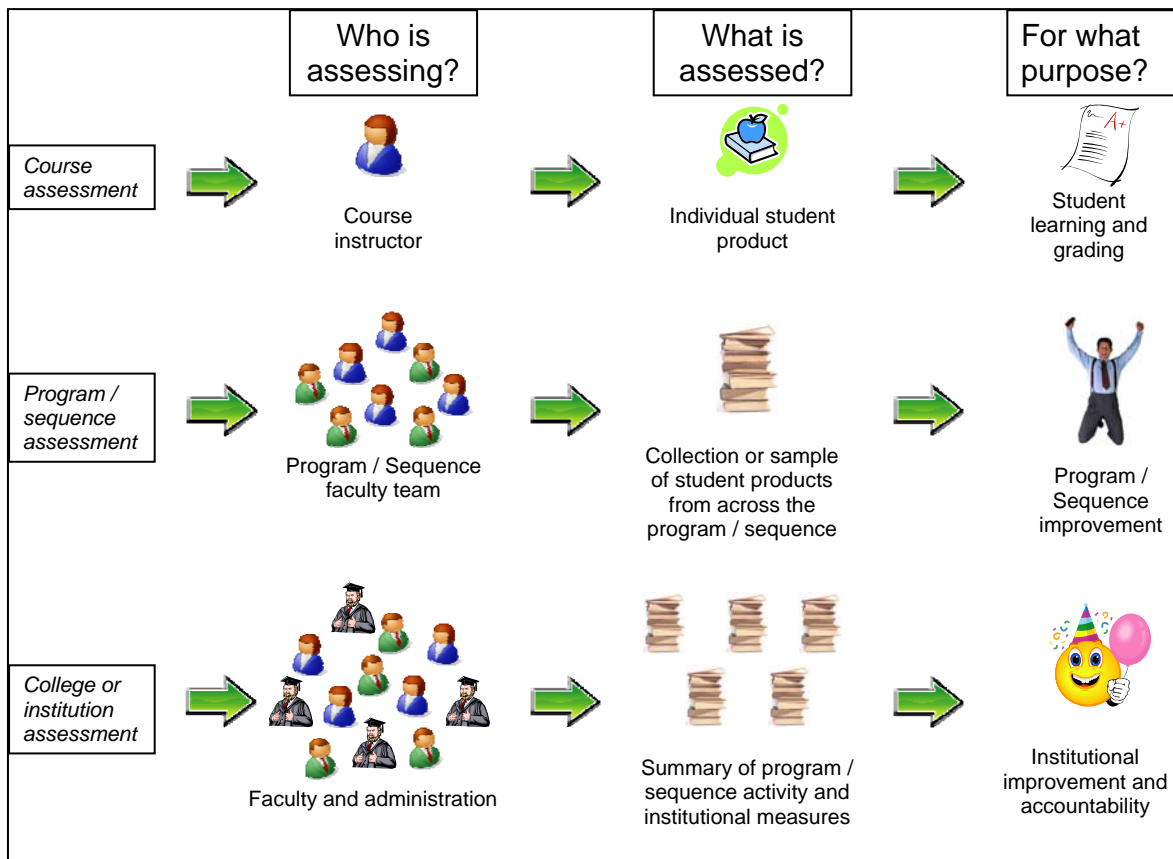 Who is
assessing?
What is
assessed?
For what
purpose?
Course
assessment
Course
instructor
Individual student
product
A+
Student
learning and
grading
Program /
sequence
assessment
Program / Sequence
faculty team
Collection or sample
of student products
from across the
program / sequence
Program /
Sequence
improvement
College or
institution
assessment
Faculty and administration
Summary of program /
sequence activity and
institutional measures
Institutional
improvement and
accountability